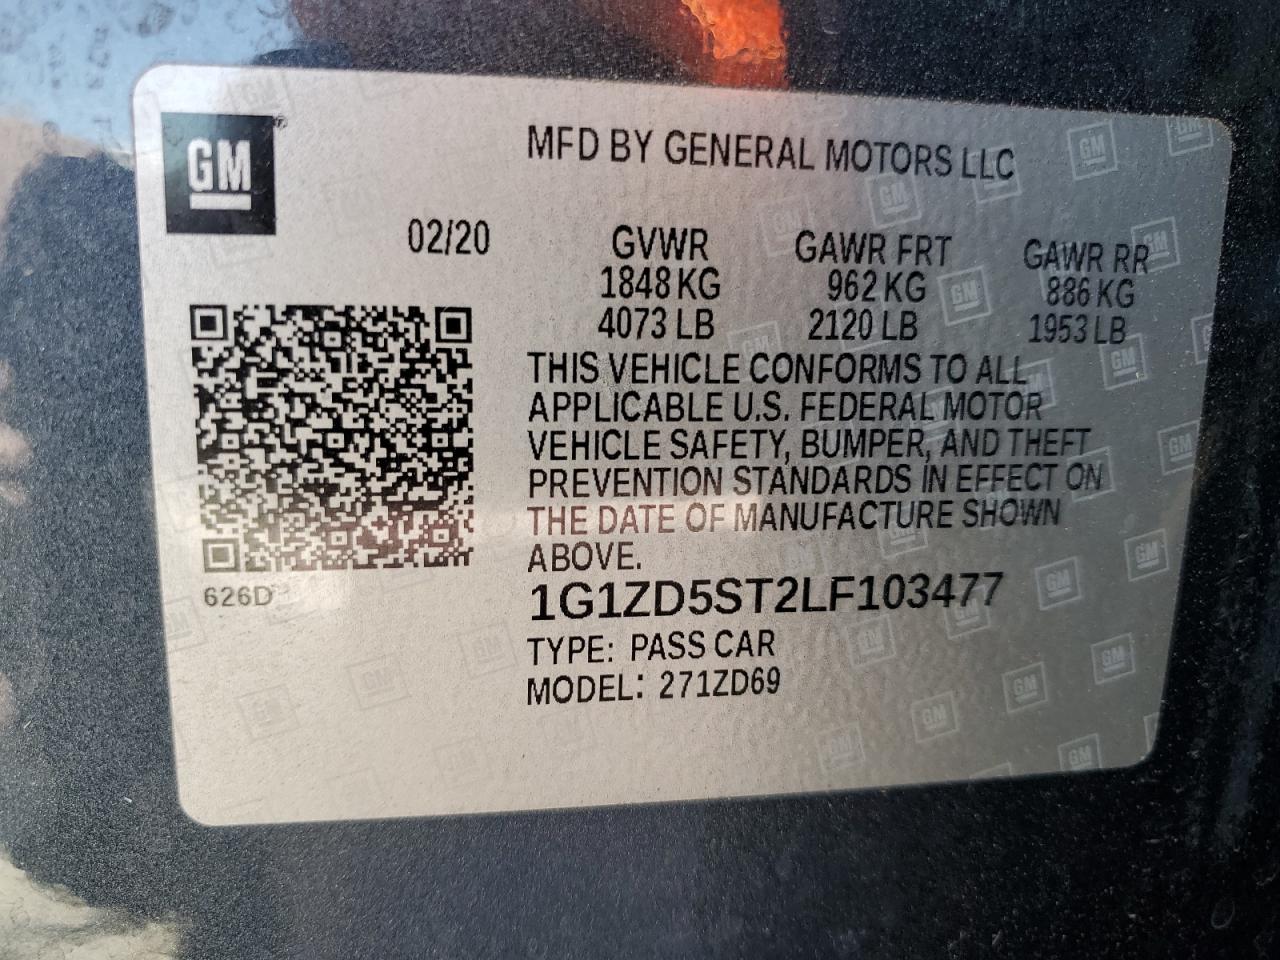 GM
MFD BY GENERAL MOTORS LLC
02/20
GVWR GAWR FRT GAWR RR
1848 KG 962 KG 886 KG
4073 LB 2120 LB 1953 LB
THIS VEHICLE CONFORMS TO ALL
APPLICABLE U.S. FEDERAL MOTOR
VEHICLE SAFETY, BUMPER, AND THEFT
PREVENTION STANDARDS IN EFFECT ON
THE DATE OF MANUFACTURE SHOWN
ABOVE.
626D
1G1ZD5ST2LF103477
TYPE: PASS CAR
MODEL: 271ZD69